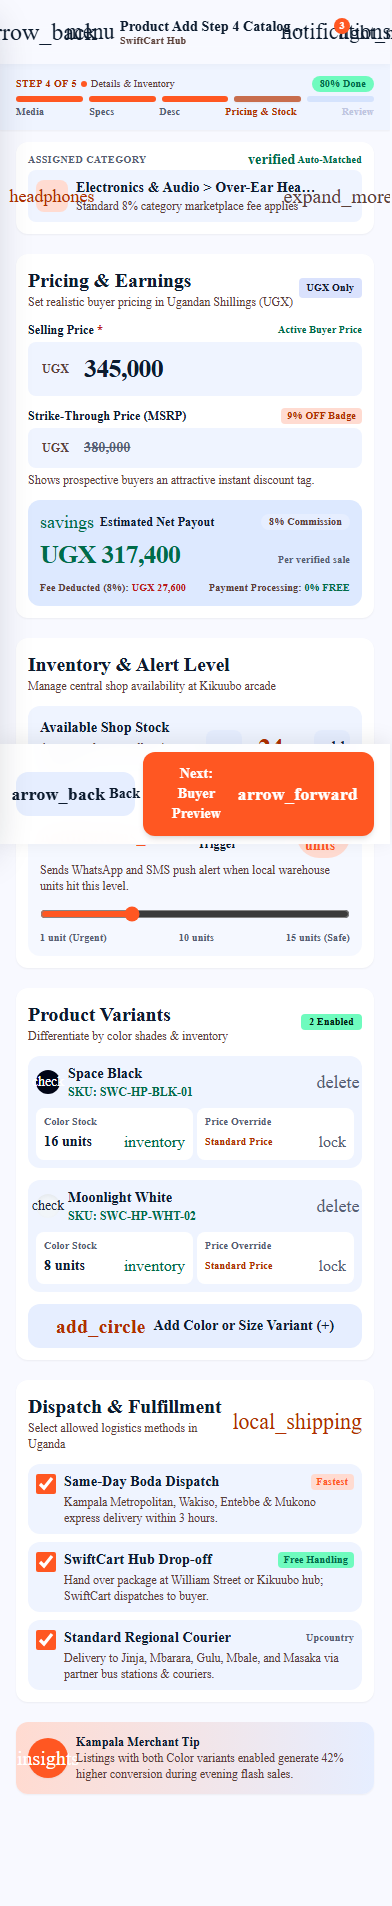 arrow_back
menu
Product Add Step 4 Catalog
notifications
3
SwiftCart Hub
STEP 4 OF 5 ● Details & Inventory
80% Done
Media
Specs
Desc
Pricing & Stock
Review
ASSIGNED CATEGORY
verified Auto-Matched
headphones
Electronics & Audio > Over-Ear Hea…
Standard 8% category marketplace fee applies
expand_more
Pricing & Earnings
Set realistic buyer pricing in Ugandan Shillings (UGX)
UGX Only
Selling Price *
Active Buyer Price
UGX 345,000
Strike-Through Price (MSRP)
9% OFF Badge
UGX 380,000
Shows prospective buyers an attractive instant discount tag.
savings Estimated Net Payout
8% Commission
UGX 317,400
Per verified sale
Fee Deducted (8%): UGX 27,600
Payment Processing: 0% FREE
Inventory & Alert Level
Manage central shop availability at Kikuubo arcade
Available Shop Stock
arrow_back Back
Next:
Buyer
Preview
arrow_forward
Trigger
units
Sends WhatsApp and SMS push alert when local warehouse
units hit this level.
1 unit (Urgent)
10 units
15 units (Safe)
Product Variants
Differentiate by color shades & inventory
2 Enabled
check
Space Black
SKU: SWC-HP-BLK-01
delete
Color Stock
16 units
inventory
Price Override
Standard Price
lock
check
Moonlight White
SKU: SWC-HP-WHT-02
delete
Color Stock
8 units
inventory
Price Override
Standard Price
lock
add_circle Add Color or Size Variant (+)
Dispatch & Fulfillment
Select allowed logistics methods in
Uganda
local_shipping
Same-Day Boda Dispatch
Fastest
Kampala Metropolitan, Wakiso, Entebbe & Mukono
express delivery within 3 hours.
SwiftCart Hub Drop-off
Free Handling
Hand over package at William Street or Kikuubo hub;
SwiftCart dispatches to buyer.
Standard Regional Courier
Upcountry
Delivery to Jinja, Mbarara, Gulu, Mbale, and Masaka via
partner bus stations & couriers.
insights
Kampala Merchant Tip
Listings with both Color variants enabled generate 42%
higher conversion during evening flash sales.